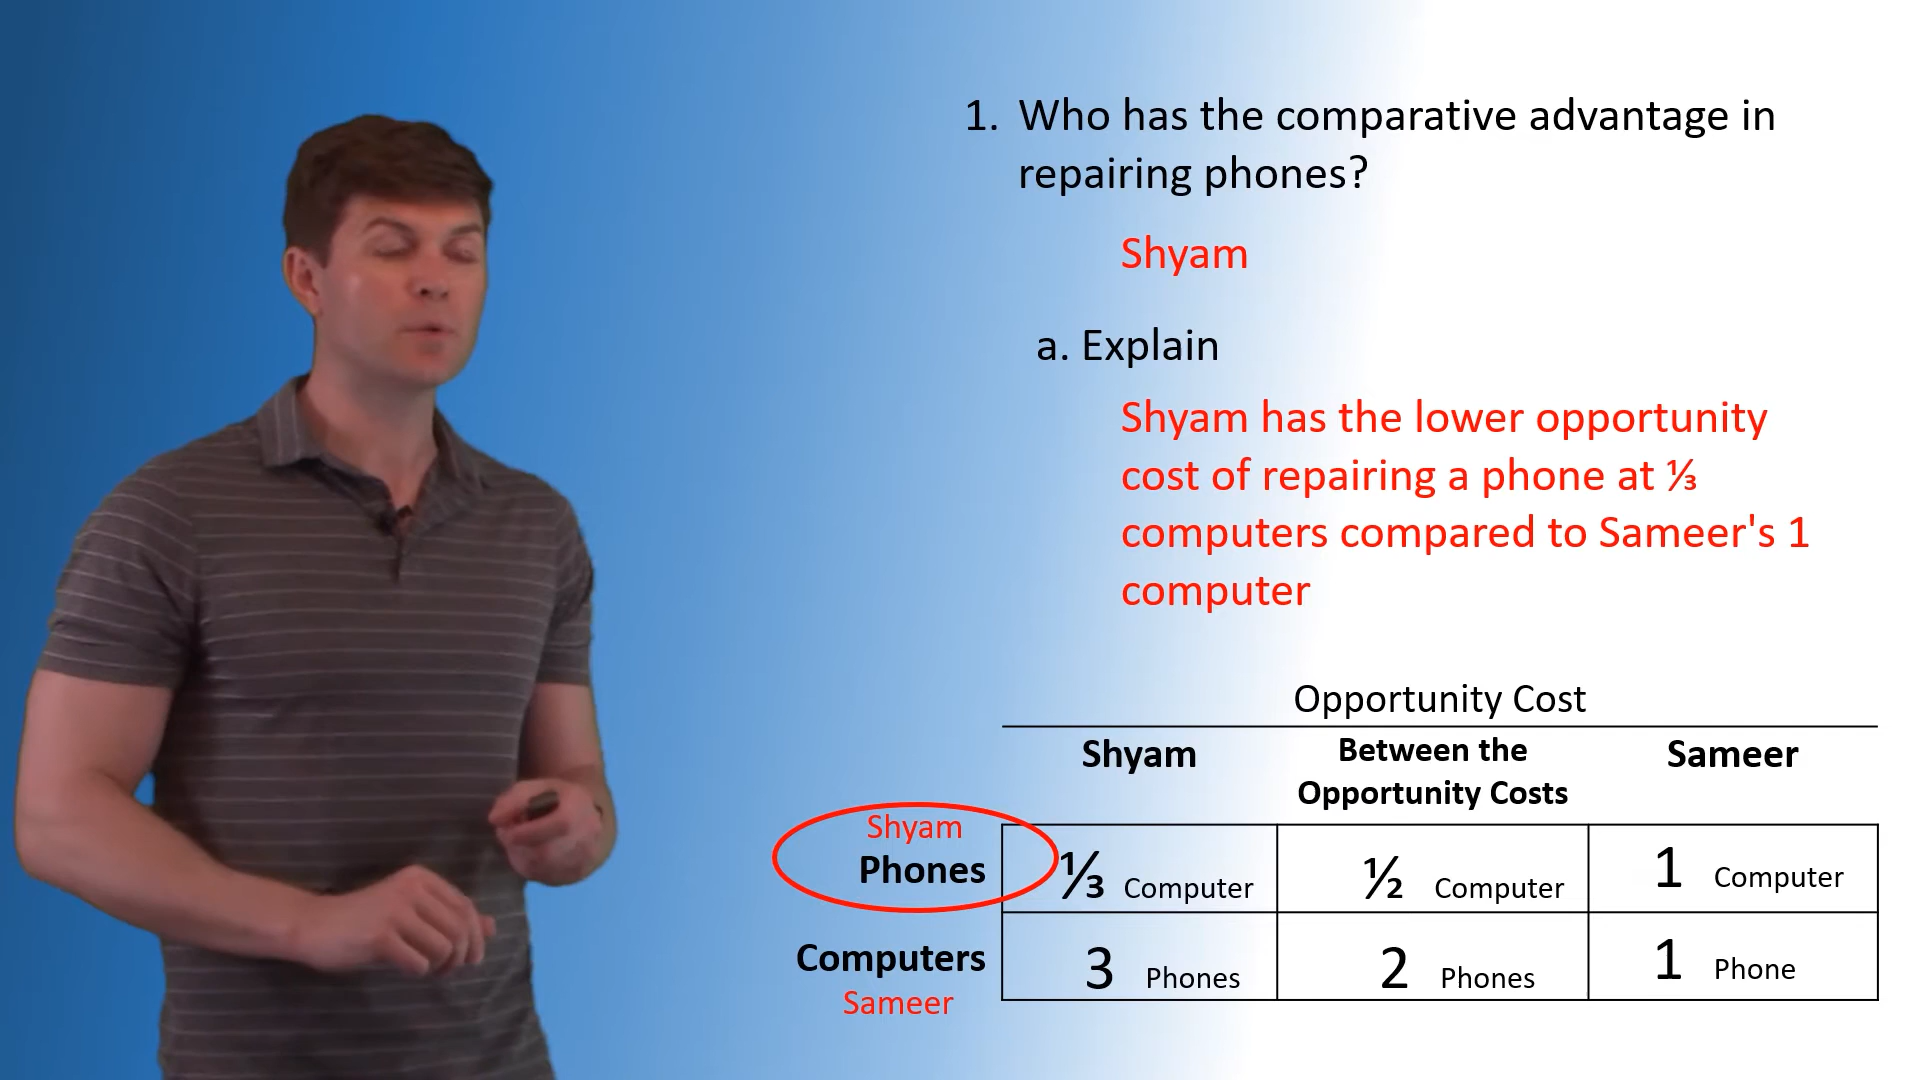 1. Who has the comparative advantage in
repairing phones?
Shyam
a. Explain
Shyam has the lower opportunity
cost of repairing a phone at ⅓
computers compared to Sameer's 1
computer
Opportunity Cost
Shyam Between the Opportunity Costs Sameer
Shyam
Phones ⅓ Computer ½ Computer 1 Computer
Computers 3 Phones 2 Phones 1 Phone
Sameer